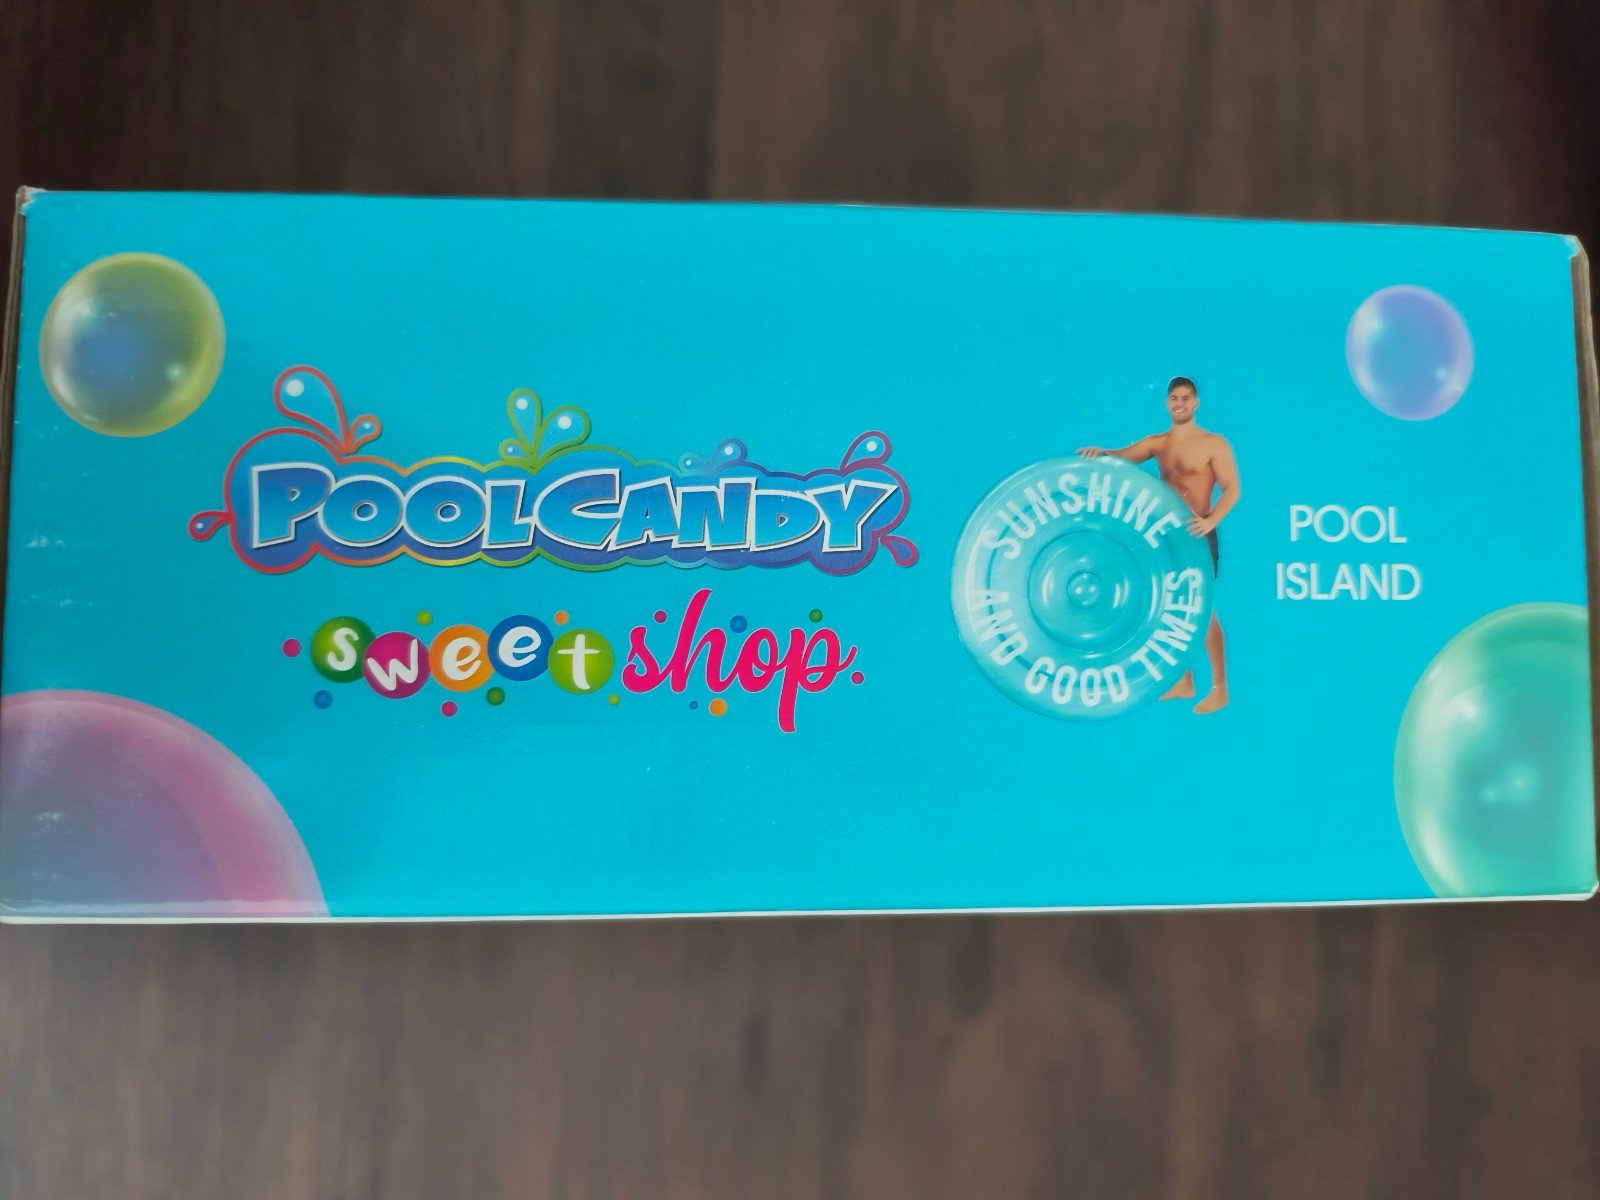 POOLCANDY
sweet shop.
SUNSHINE
AND GOOD TIMES
POOL
ISLAND